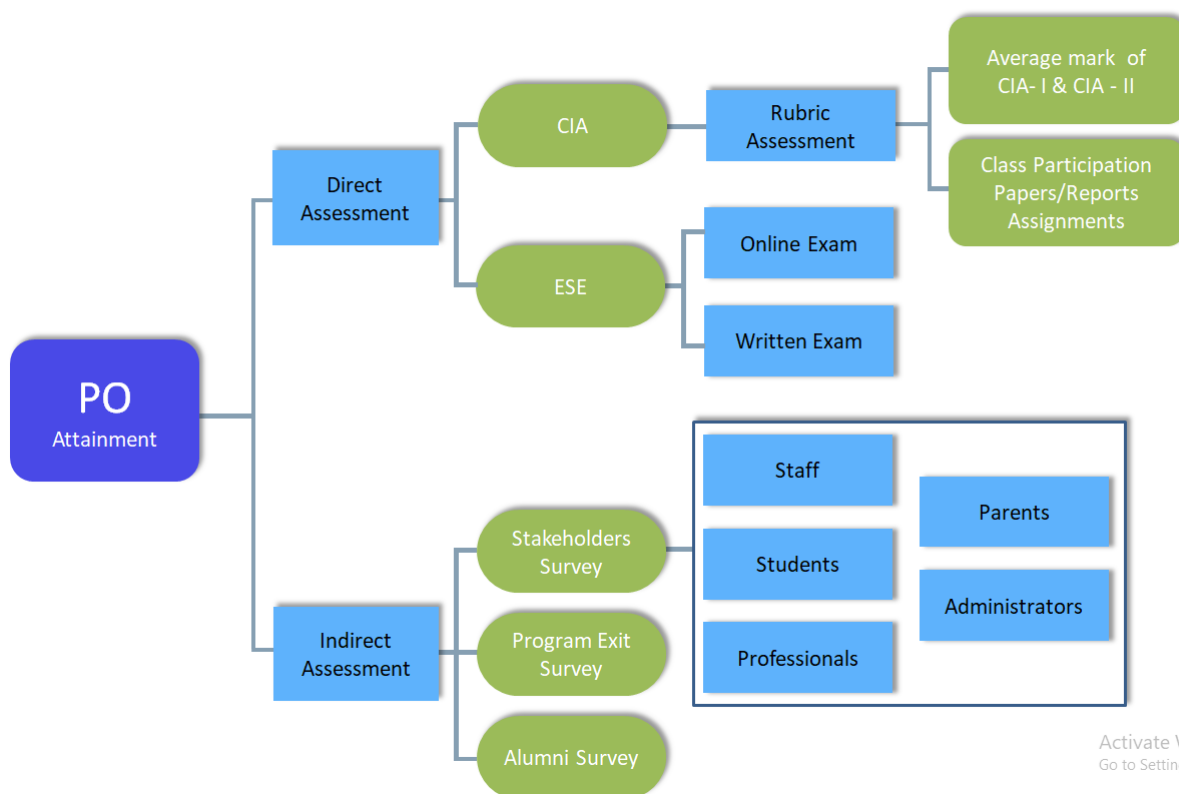 Average mark of
CIA- I & CIA - II
CIA
Rubric
Assessment
Direct
Assessment
Class Participation
Papers/Reports
Assignments
Online Exam
ESE
Written Exam
PO
Attainment
Staff
Parents
Stakeholders
Survey
Students
Administrators
Indirect
Assessment
Program Exit
Survey
Professionals
Alumni Survey
Activate
Go to Settin